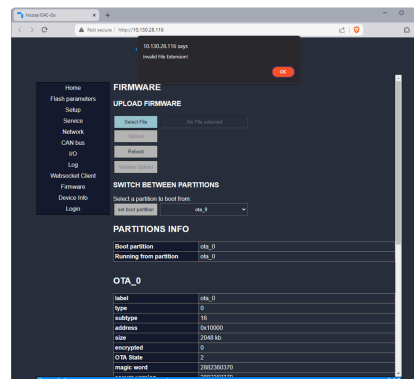 Incosa ICAC-Go
Not secure | http://10.130.28.116
10.130.28.116 says
Invalid File Extension!
OK
Home
Flash parameters
Setup
Service
Network
CAN bus
I/O
Log
Websocket Client
Firmware
Device Info
Login
FIRMWARE
UPLOAD FIRMWARE
Select File
No File selected
Upload
Reboot
Validate Upload
SWITCH BETWEEN PARTITIONS
Select a partition to boot from:
set boot partition
ota_0
PARTITIONS INFO
Boot partition ota_0
Running from partition ota_0
OTA_0
label ota_0
type 0
subtype 16
address 0x10000
size 2048 kb
encrypted 0
OTA State 2
magic word 2882360370
secure version 2882360370